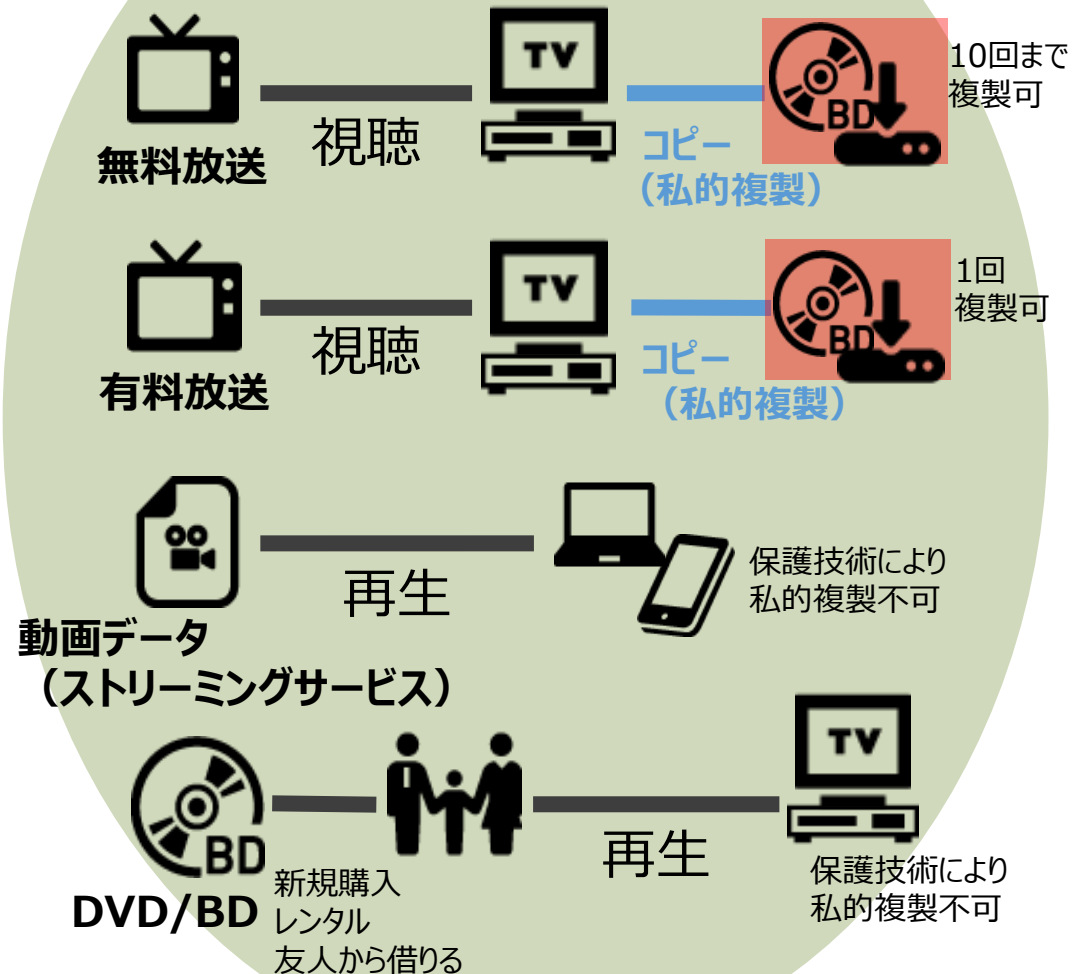 TV
10回まで
複製可
BD
視聴
コピー
(私的複製)
無料放送
TV
1回
複製可
BD
視聴
コピー
(私的複製)
有料放送
再生
保護技術により
私的複製不可
動画データ
(ストリーミングサービス)
TV
BD
再生
DVD/BD
新規購入
レンタル
友人から借りる
保護技術により
私的複製不可